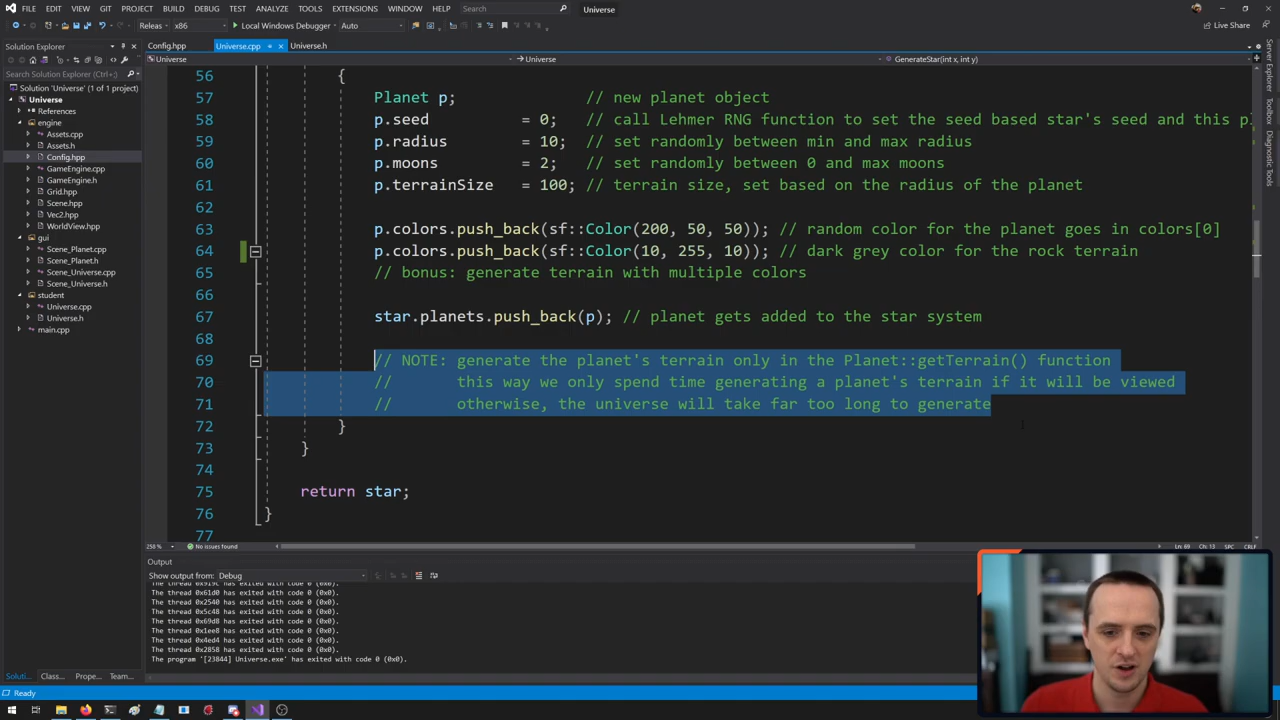 FILE EDIT VIEW GIT PROJECT BUILD DEBUG TEST ANALYZE TOOLS EXTENSIONS WINDOW HELP Search Universe
Releas x86 Local Windows Debugger Auto Live Share
Solution Explorer
Config.hpp Universe.cpp Universe.h
Universe Universe GenerateStar(int x, int y)
Search Solution Explorer (Ctrl+;)
Solution 'Universe' (1 of 1 project)
Universe
References
engine
Assets.cpp
Assets.h
Config.hpp
GameEngine.cpp
GameEngine.h
Grid.hpp
Scene.hpp
Vec2.hpp
WorldView.hpp
gui
Scene_Planet.cpp
Scene_Planet.h
Scene_Universe.cpp
Scene_Universe.h
student
Universe.cpp
Universe.h
main.cpp
Soluti... Class... Prope... Team...
56 {
57 Planet p; // new planet object
58 p.seed = 0; // call Lehmer RNG function to set the seed based star's seed and this pl
59 p.radius = 10; // set randomly between min and max radius
60 p.moons = 2; // set randomly between 0 and max moons
61 p.terrainSize = 100; // terrain size, set based on the radius of the planet
62
63 p.colors.push_back(sf::Color(200, 50, 50)); // random color for the planet goes in colors[0]
64 p.colors.push_back(sf::Color(10, 255, 10)); // dark grey color for the rock terrain
65 // bonus: generate terrain with multiple colors
66
67 star.planets.push_back(p); // planet gets added to the star system
68
69 // NOTE: generate the planet's terrain only in the Planet::getTerrain() function
70 // this way we only spend time generating a planet's terrain if it will be viewed
71 // otherwise, the universe will take far too long to generate
72 }
73 }
74
75 return star;
76 }
77
258 % No issues found Ln: 69 Ch: 13 SPC CRLF
Output
Show output from: Debug
The thread 0x919c has exited with code 0 (0x0).
The thread 0x61d0 has exited with code 0 (0x0).
The thread 0x2540 has exited with code 0 (0x0).
The thread 0x5c48 has exited with code 0 (0x0).
The thread 0x69d8 has exited with code 0 (0x0).
The thread 0x1ee8 has exited with code 0 (0x0).
The thread 0x4ed4 has exited with code 0 (0x0).
The thread 0x2858 has exited with code 0 (0x0).
The program '[23844] Universe.exe' has exited with code 0 (0x0).
Server Explorer
Toolbox
Diagnostic Tools
Ready